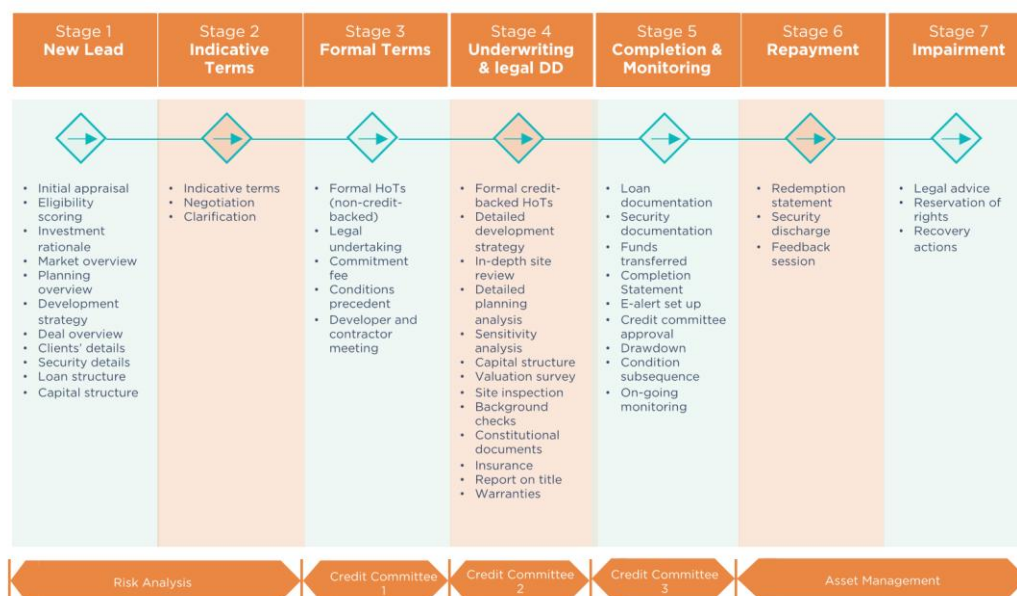 Stage 1
New Lead
Stage 2
Indicative
Terms
Stage 3
Formal Terms
Stage 4
Underwriting
& legal DD
Stage 5
Completion &
Monitoring
Stage 6
Repayment
Stage 7
Impairment
• Initial appraisal
• Eligibility
scoring
• Investment
rationale
• Market overview
• Planning
overview
• Development
strategy
• Deal overview
• Clients' details
• Security details
• Loan structure
• Capital structure
• Indicative terms
• Negotiation
• Clarification
• Formal HoTs
(non-credit-
backed)
• Legal
undertaking
• Commitment
fee
• Conditions
precedent
• Developer and
contractor
meeting
• Formal credit-
backed HoTs
• Detailed
development
strategy
• In-depth site
review
• Detailed
planning
analysis
• Sensitivity
analysis
• Capital structure
• Valuation survey
• Site inspection
• Background
checks
• Constitutional
documents
• Insurance
• Report on title
• Warranties
• Loan
documentation
• Security
documentation
• Funds
transferred
• Completion
Statement
• E-alert set up
• Credit committee
approval
• Drawdown
• Condition
subsequence
• On-going
monitoring
• Redemption
statement
• Security
discharge
• Feedback
session
• Legal advice
• Reservation of
rights
• Recovery
actions
Risk Analysis
Credit Committee
1
Credit Committee
2
Credit Committee
3
Asset Management